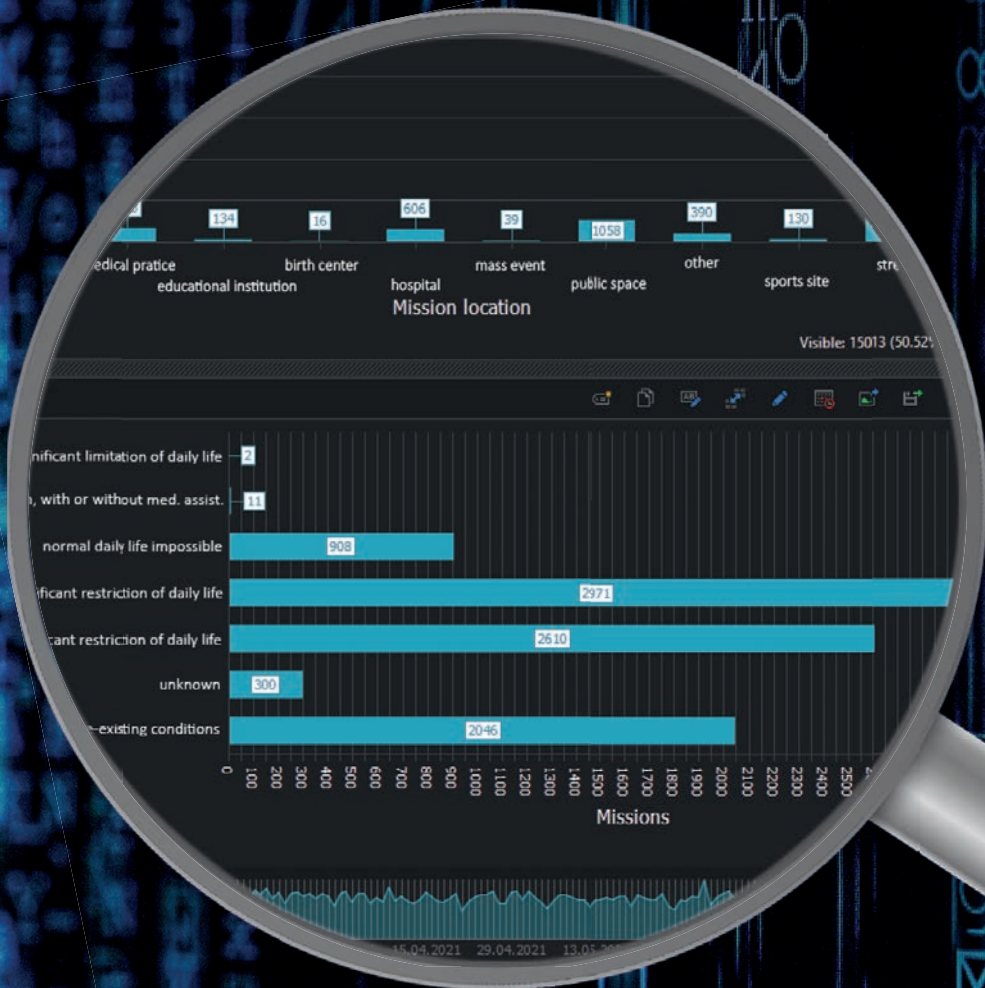 134
16
606
39
1058
390
130
pratice
birth center
mass event
other
educational institution
hospital
public space
sports site
Mission location
Visible: 15013
limitation of daily life
2
with or without med. assist.
11
normal daily life impossible
908
restriction of daily life
2971
restriction of daily life
2610
unknown
300
existing conditions
2046
0 100 200 300 400 500 600 700 800 900 1000 1100 1200 1300 1400 1500 1600 1700 1800 1900 2000 2100 2200 2300 2400 2500
Missions
15.04.2021 29.04.2021